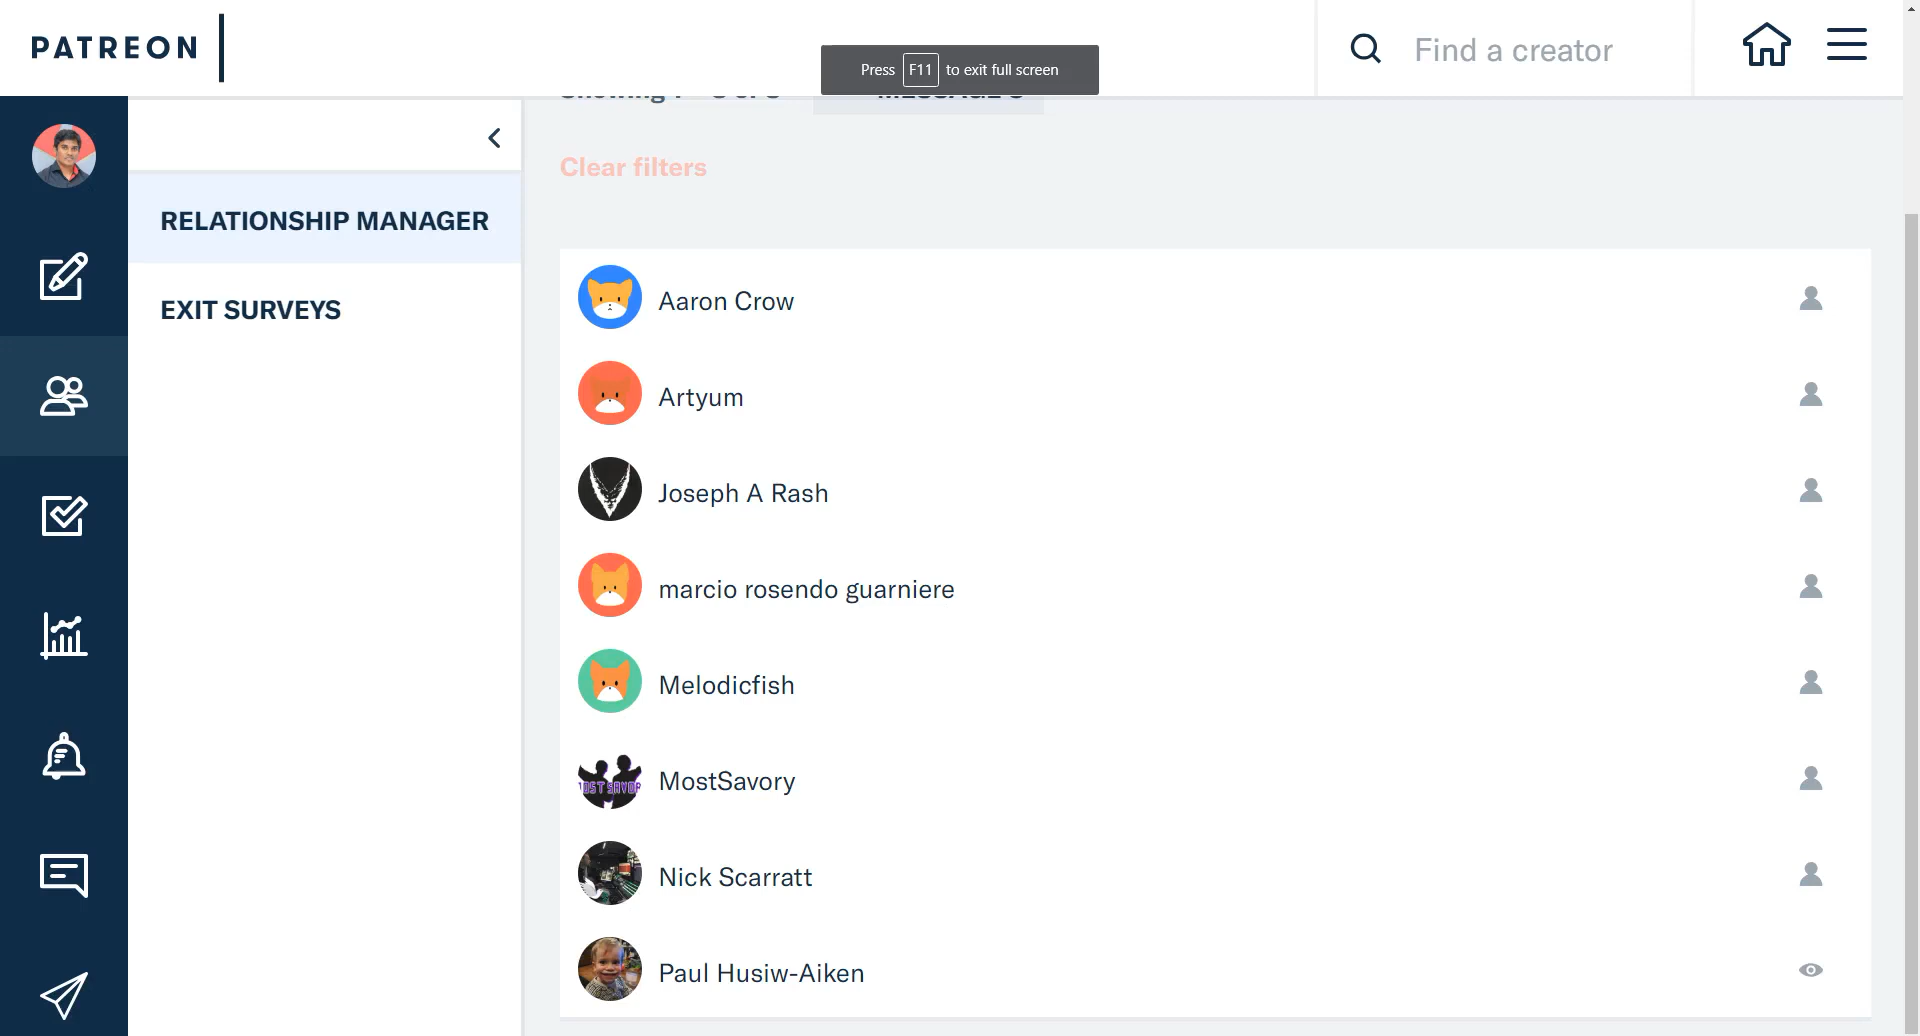 PATREON
Press F11 to exit full screen
Find a creator
Clear filters
RELATIONSHIP MANAGER
EXIT SURVEYS
Aaron Crow
Artyum
Joseph A Rash
marcio rosendo guarniere
Melodicfish
MostSavory
Nick Scarratt
Paul Husiw-Aiken